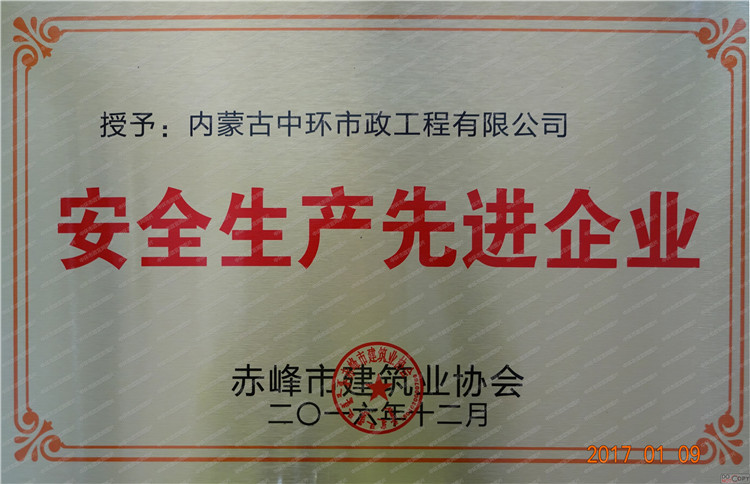 授予：内蒙古中环市政工程有限公司
安全生产先进企业
赤峰市建筑业协会
二〇一六年十二月
2017 01 09